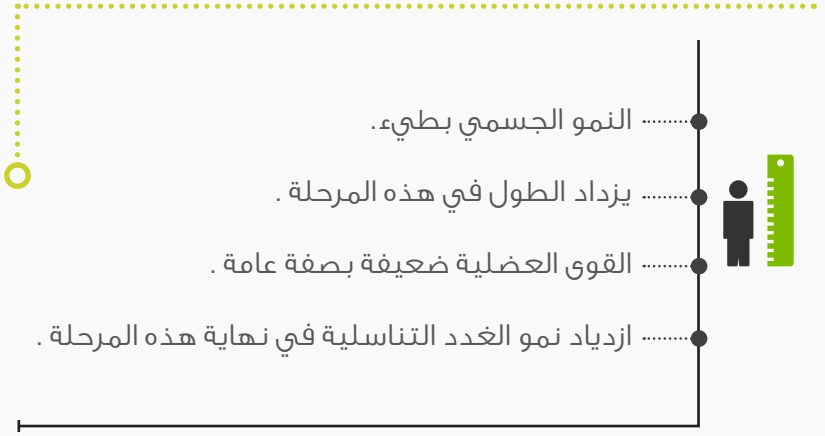 النمو الجسمي بطيء.
يزداد الطول في هذه المرحلة .
القوى العضلية ضعيفة بصفة عامة .
ازدياد نمو الغدد التناسلية في نهاية هذه المرحلة .